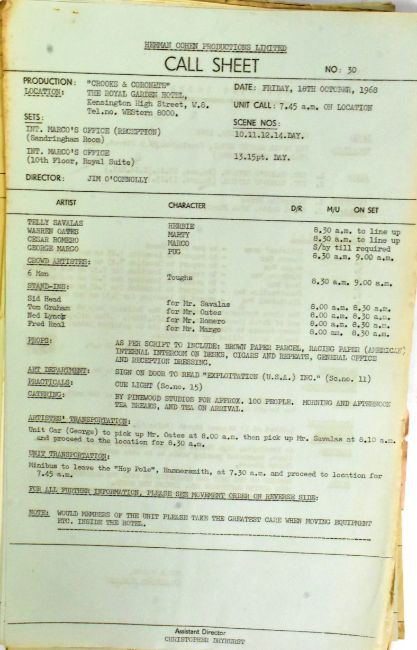 HERMAN COHEN PRODUCTIONS LIMITED
CALL SHEET
NO: 30
PRODUCTION: "CROOKS & CORONETS" DATE: FRIDAY, 18TH OCTOBER, 1968
LOCATION: THE ROYAL GARDEN HOTEL,
Kensington High Street, W.8. UNIT CALL: 7.45 a.m. ON LOCATION
Tel.no. WEStern 8000.
SETS: SCENE NOS:
INT. MARCO'S OFFICE (RECEPTION) 10.11.12.14.DAY.
(Sandringham Room)
INT. MARCO'S OFFICE 13.15pt. DAY.
(10th Floor, Royal Suite)
DIRECTOR: JIM O'CONNOLLY
ARTIST CHARACTER D/R M/U ON SET
TELLY SAVALAS HERBIE 8.30 a.m. to line up
WARREN OATES MARTY 8.30 a.m. to line up
CESAR ROMERO MARCO S/by till required
GEORGE MARGO PUG 8.30 a.m. 9.00 a.m.
CROWD ARTISTES:
6 Men Toughs 8.30 a.m. 9.00 a.m.
STAND-INS:
Sid Head for Mr. Savalas 8.00 a.m. 8.30 a.m.
Tom Graham for Mr. Oates 8.00 a.m. 8.30 a.m.
Ned Lynch for Mr. Romero 8.00 a.m. 8.30 a.m.
Fred Real for Mr. Margo 8.00 am. 8.30 a.m.
PROPS: AS PER SCRIPT TO INCLUDE: BROWN PAPER PARCEL, RACING PAPER (AMERICAN)
INTERNAL INTERCOM ON DESKS, CIGARS AND REPEATS, GENERAL OFFICE
AND RECEPTION DRESSING.
ART DEPARTMENT: SIGN ON DOOR TO READ "EXPLOITATION (U.S.A.) INC." (Sc.no. 11)
PRACTICALS: CUE LIGHT (Sc.no. 15)
CATERING: BY PINEWOOD STUDIOS FOR APPROX. 100 PEOPLE. MORNING AND AFTERNOON
TEA BREAKS, AND TEA ON ARRIVAL.
ARTISTES' TRANSPORTATION:
Unit Car (George) to pick up Mr. Oates at 8.00 a.m. then pick up Mr. Savalas at 8.10 a.m.
and proceed to the location for 8.30 a.m.
UNIT TRANSPORTATION:
Minibus to leave the "Hop Pole", Hammersmith, at 7.30 a.m. and proceed to location for
7.45 a.m.
FOR ALL FURTHER INFORMATION, PLEASE SEE MOVEMENT ORDER ON REVERSE SIDE:
NOTE: WOULD MEMBERS OF THE UNIT PLEASE TAKE THE GREATEST CARE WHEN MOVING EQUIPMENT
ETC. INSIDE THE HOTEL.
Assistant Director
CHRISTOPHER DRYHURST